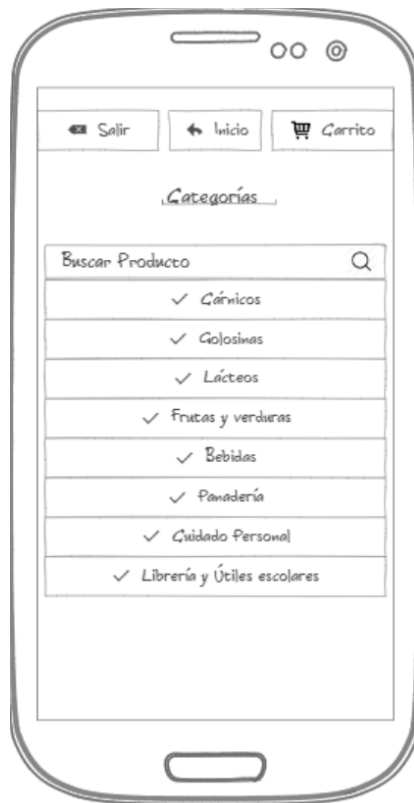 Salir Inicio Carrito
Categorías
Buscar Producto
Cárnicos
Golosinas
Lácteos
Frutas y verduras
Bebidas
Panadería
Cuidado Personal
Librería y Útiles escolares